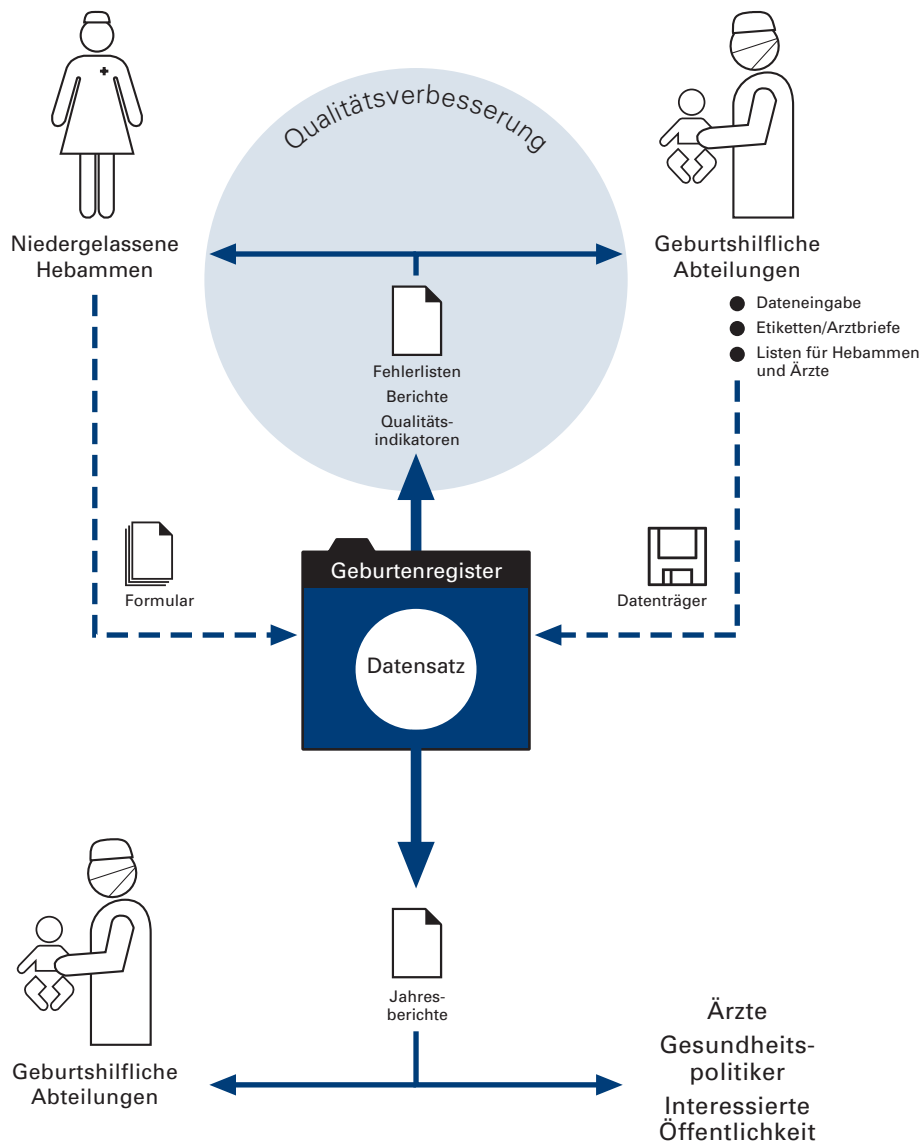 Qualitätsverbesserung
Niedergelassene
Hebammen
Geburtshilfliche
Abteilungen
Dateneingabe
Etiketten/Arztbriefe
Listen für Hebammen
und Ärzte
Fehlerlisten
Berichte
Qualitäts-
indikatoren
Formular
Datenträger
Geburtenregister
Datensatz
Jahres-
berichte
Geburtshilfliche
Abteilungen
Ärzte
Gesundheits-
politiker
Interessierte
Öffentlichkeit